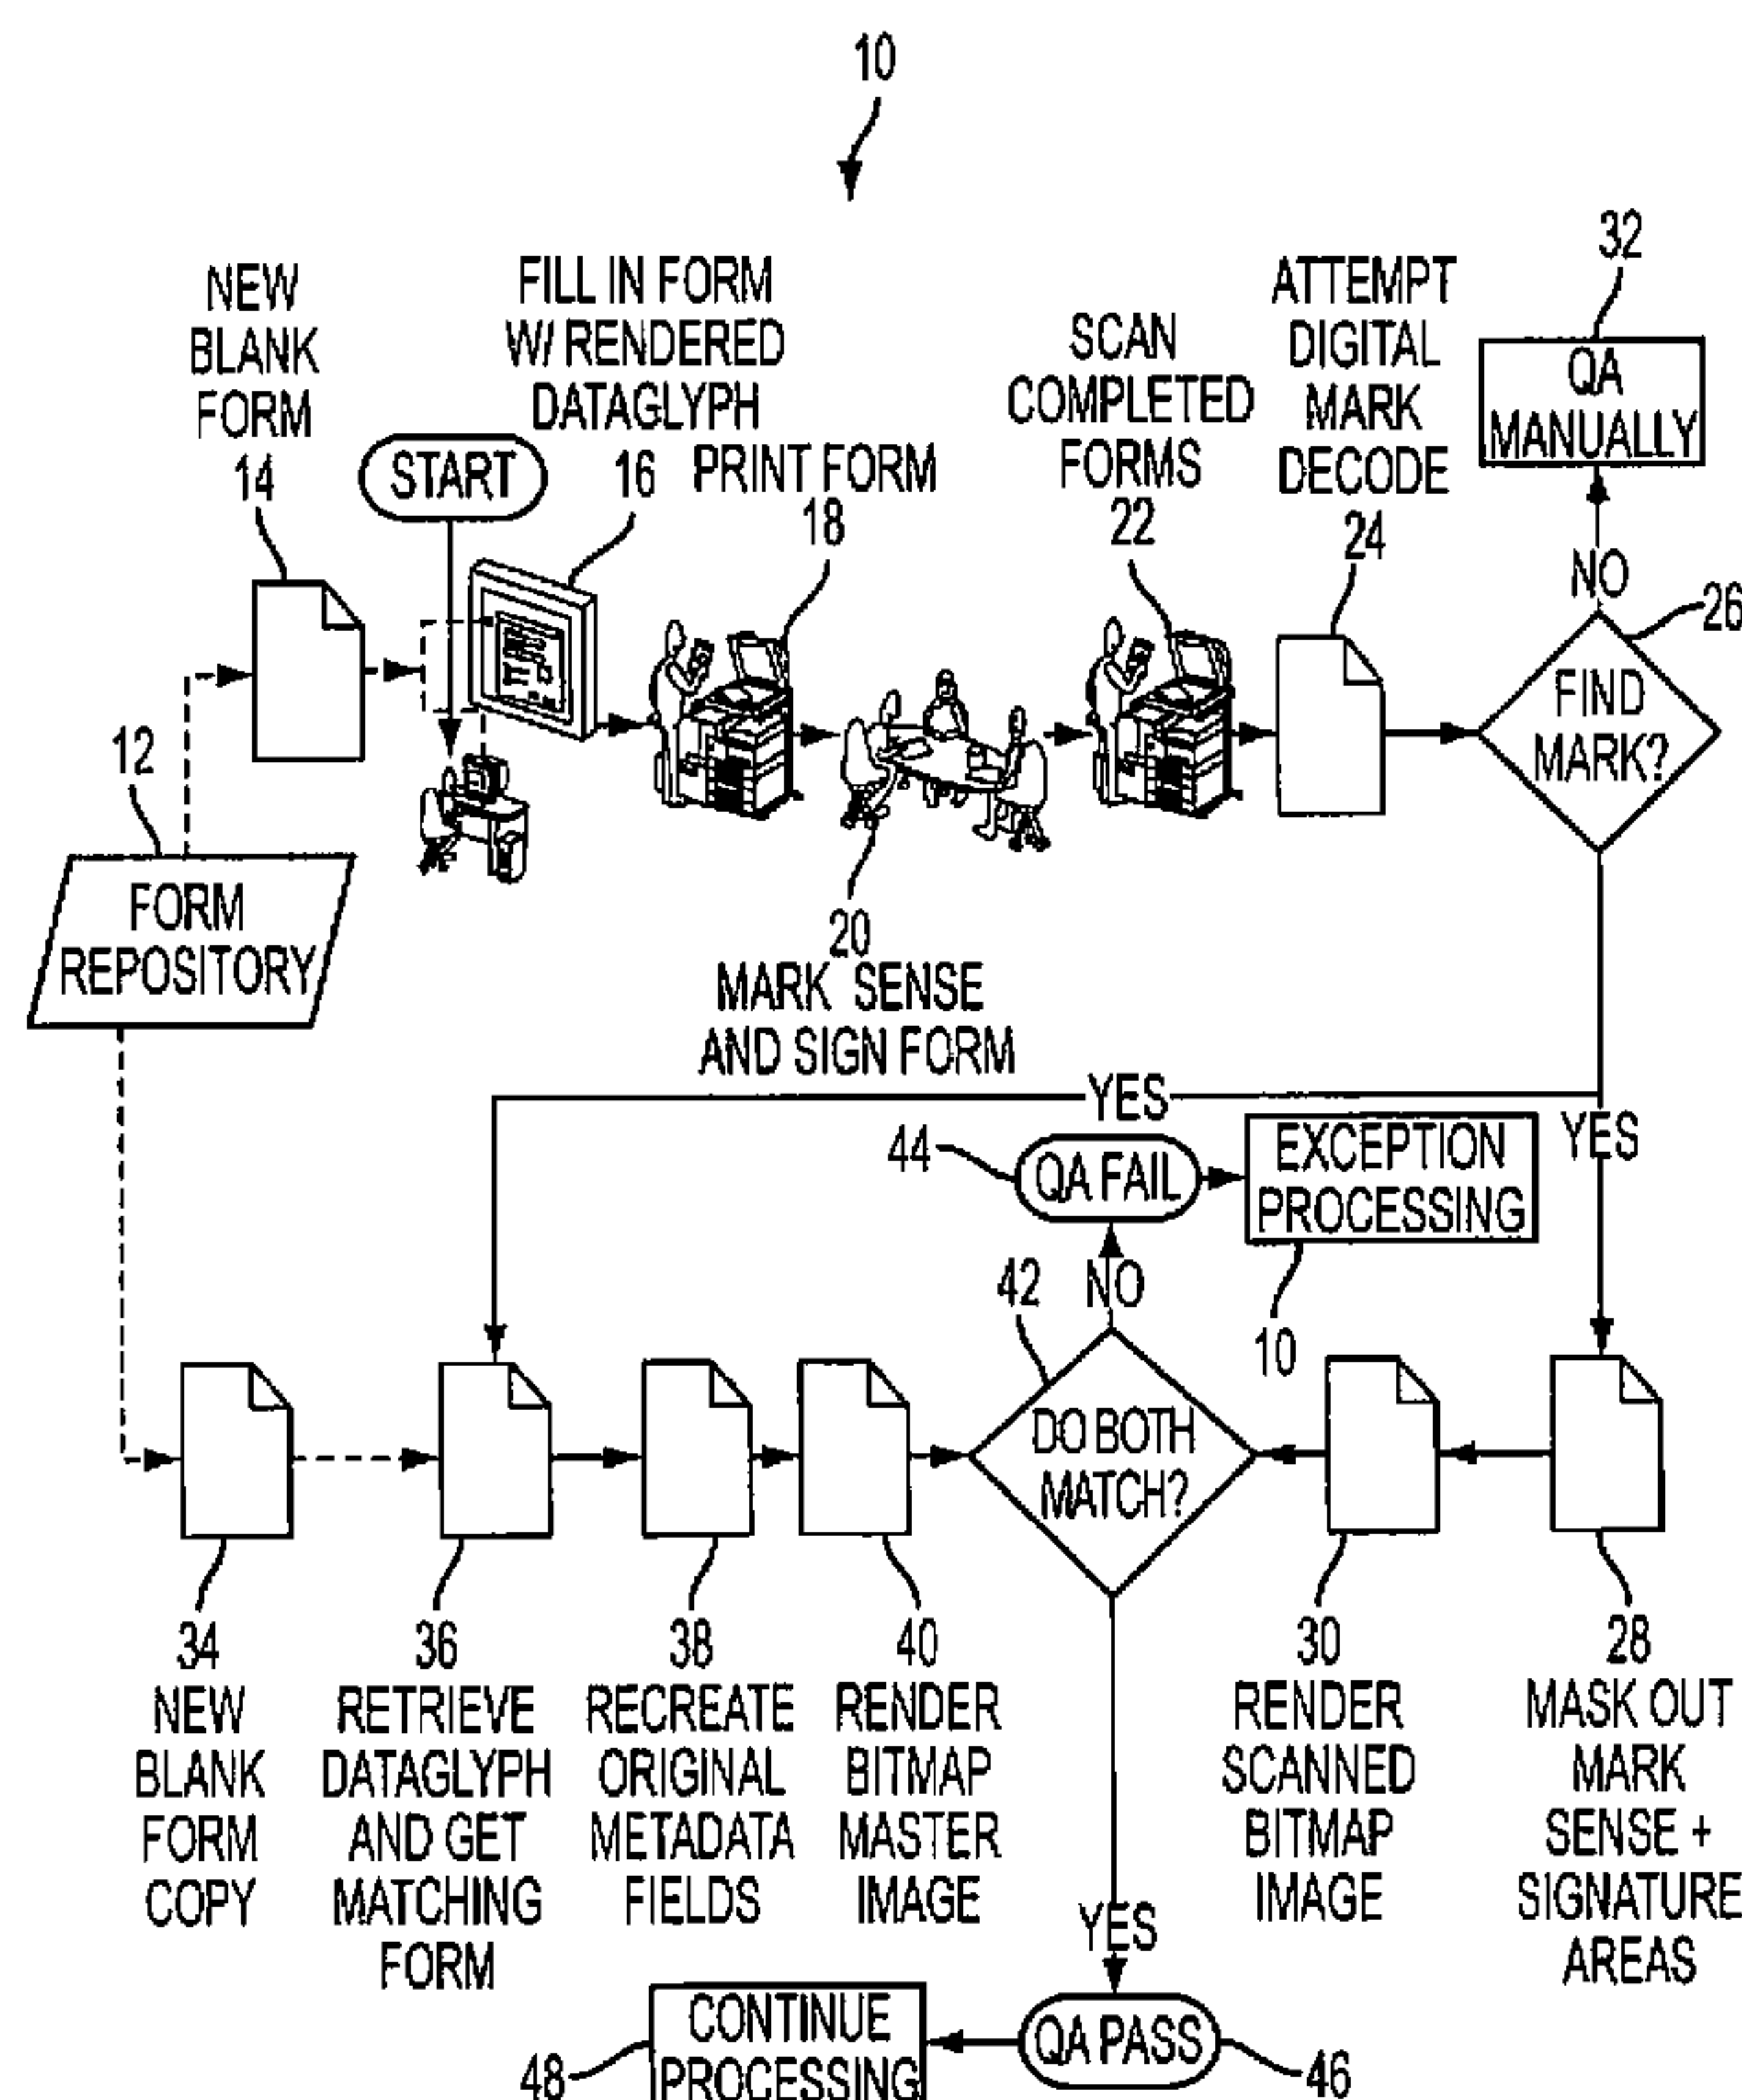 10
NEW
BLANK
FORM
14
START
FILL IN FORM
W/ RENDERED
DATAGLYPH
16
PRINT FORM
18
SCAN
COMPLETED
FORMS
22
ATTEMPT
DIGITAL
MARK
DECODE
24
32
QA
MANUALLY
NO
26
FIND
MARK?
12
FORM
REPOSITORY
20
MARK SENSE
AND SIGN FORM
YES
YES
44
QA FAIL
EXCEPTION
PROCESSING
10
NO
42
DO BOTH
MATCH?
34
NEW
BLANK
FORM
COPY
36
RETRIEVE
DATAGLYPH
AND GET
MATCHING
FORM
38
RECREATE
ORIGINAL
METADATA
FIELDS
40
RENDER
BITMAP
MASTER
IMAGE
30
RENDER
SCANNED
BITMAP
IMAGE
28
MASK OUT
MARK
SENSE +
SIGNATURE
AREAS
YES
QA PASS
46
CONTINUE
PROCESSING
48